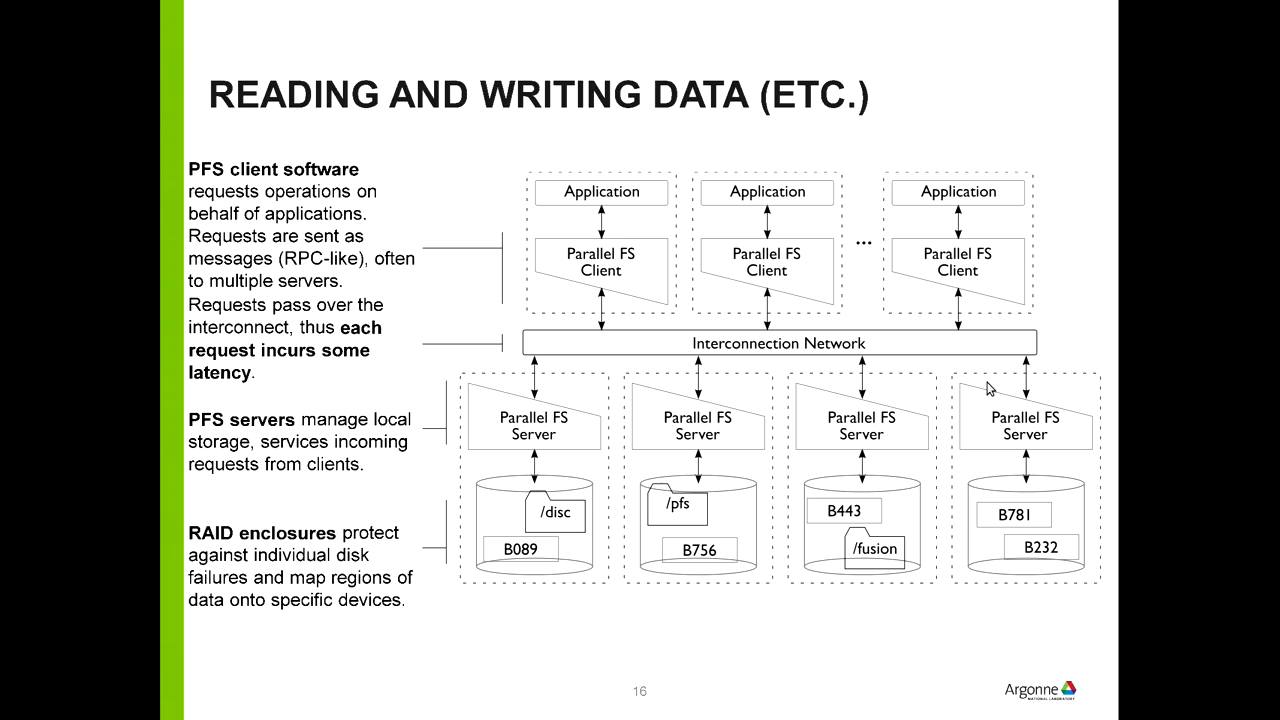 READING AND WRITING DATA (ETC.)
PFS client software
requests operations on
behalf of applications.
Requests are sent as
messages (RPC-like), often
to multiple servers.
Requests pass over the
interconnect, thus each
request incurs some
latency.
PFS servers manage local
storage, services incoming
requests from clients.
RAID enclosures protect
against individual disk
failures and map regions of
data onto specific devices.
Application
Application
Application
Parallel FS
Client
Parallel FS
Client
...
Parallel FS
Client
Interconnection Network
Parallel FS
Server
Parallel FS
Server
Parallel FS
Server
Parallel FS
Server
/disc
B089
/pfs
B756
B443
/fusion
B781
B232
16
Argonne
NATIONAL LABORATORY